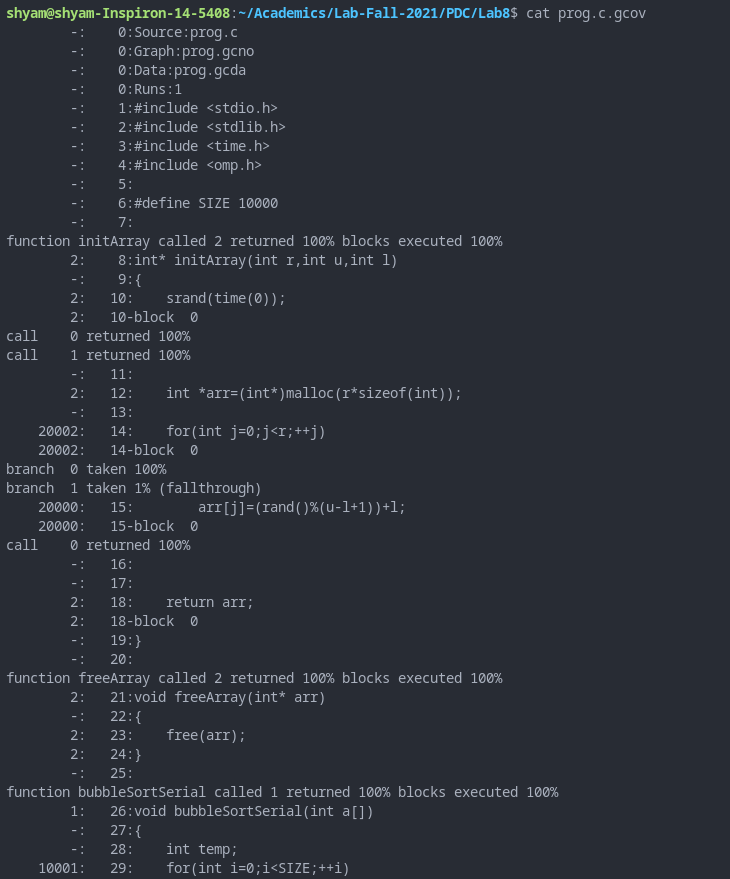 shyam@shyam-Inspiron-14-5408:~/Academics/Lab-Fall-2021/PDC/Lab8$ cat prog.c.gcov
        -:    0:Source:prog.c
        -:    0:Graph:prog.gcno
        -:    0:Data:prog.gcda
        -:    0:Runs:1
        -:    1:#include <stdio.h>
        -:    2:#include <stdlib.h>
        -:    3:#include <time.h>
        -:    4:#include <omp.h>
        -:    5:
        -:    6:#define SIZE 10000
        -:    7:
function initArray called 2 returned 100% blocks executed 100%
        2:    8:int* initArray(int r,int u,int l)
        -:    9:{
        2:   10:    srand(time(0));
        2:   10-block  0
call    0 returned 100%
call    1 returned 100%
        -:   11:
        2:   12:    int *arr=(int*)malloc(r*sizeof(int));
        -:   13:
    20002:   14:    for(int j=0;j<r;++j)
    20002:   14-block  0
branch  0 taken 100%
branch  1 taken 1% (fallthrough)
    20000:   15:        arr[j]=(rand()%(u-l+1))+l;
    20000:   15-block  0
call    0 returned 100%
        -:   16:
        -:   17:
        2:   18:    return arr;
        2:   18-block  0
        -:   19:}
        -:   20:
function freeArray called 2 returned 100% blocks executed 100%
        2:   21:void freeArray(int* arr)
        -:   22:{
        2:   23:    free(arr);
        2:   24:}
        -:   25:
function bubbleSortSerial called 1 returned 100% blocks executed 100%
        1:   26:void bubbleSortSerial(int a[])
        -:   27:{
        -:   28:    int temp;
    10001:   29:    for(int i=0;i<SIZE;++i)